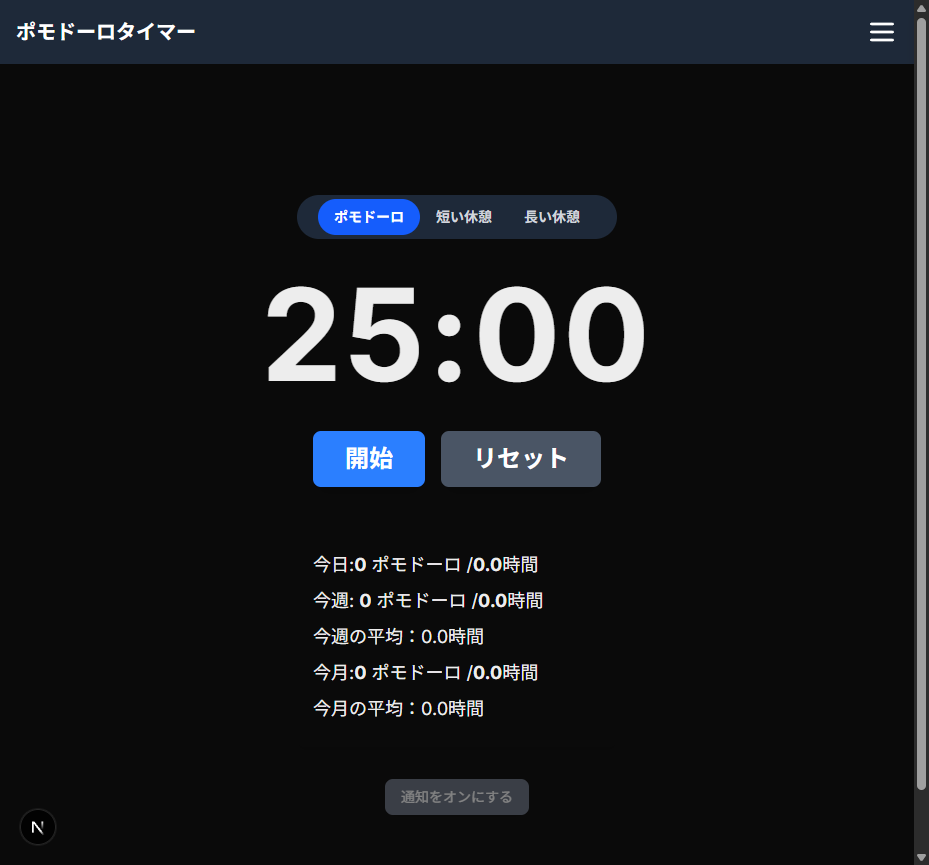 ポモドーロタイマー
ポモドーロ 短い休憩 長い休憩
25:00
開始 リセット
今日:0 ポモドーロ /0.0時間
今週: 0 ポモドーロ /0.0時間
今週の平均：0.0時間
今月:0 ポモドーロ /0.0時間
今月の平均：0.0時間
通知をオンにする
N